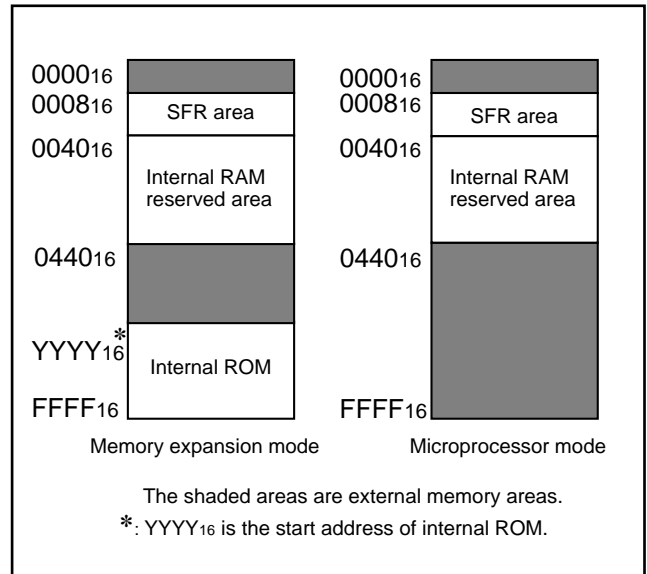 0000₁₆
0008₁₆
SFR area
0040₁₆
Internal RAM
reserved area
0440₁₆
YYYY₁₆*
Internal ROM
FFFF₁₆
Memory expansion mode
0000₁₆
0008₁₆
SFR area
0040₁₆
Internal RAM
reserved area
0440₁₆
FFFF₁₆
Microprocessor mode
The shaded areas are external memory areas.
*: YYYY₁₆ is the start address of internal ROM.